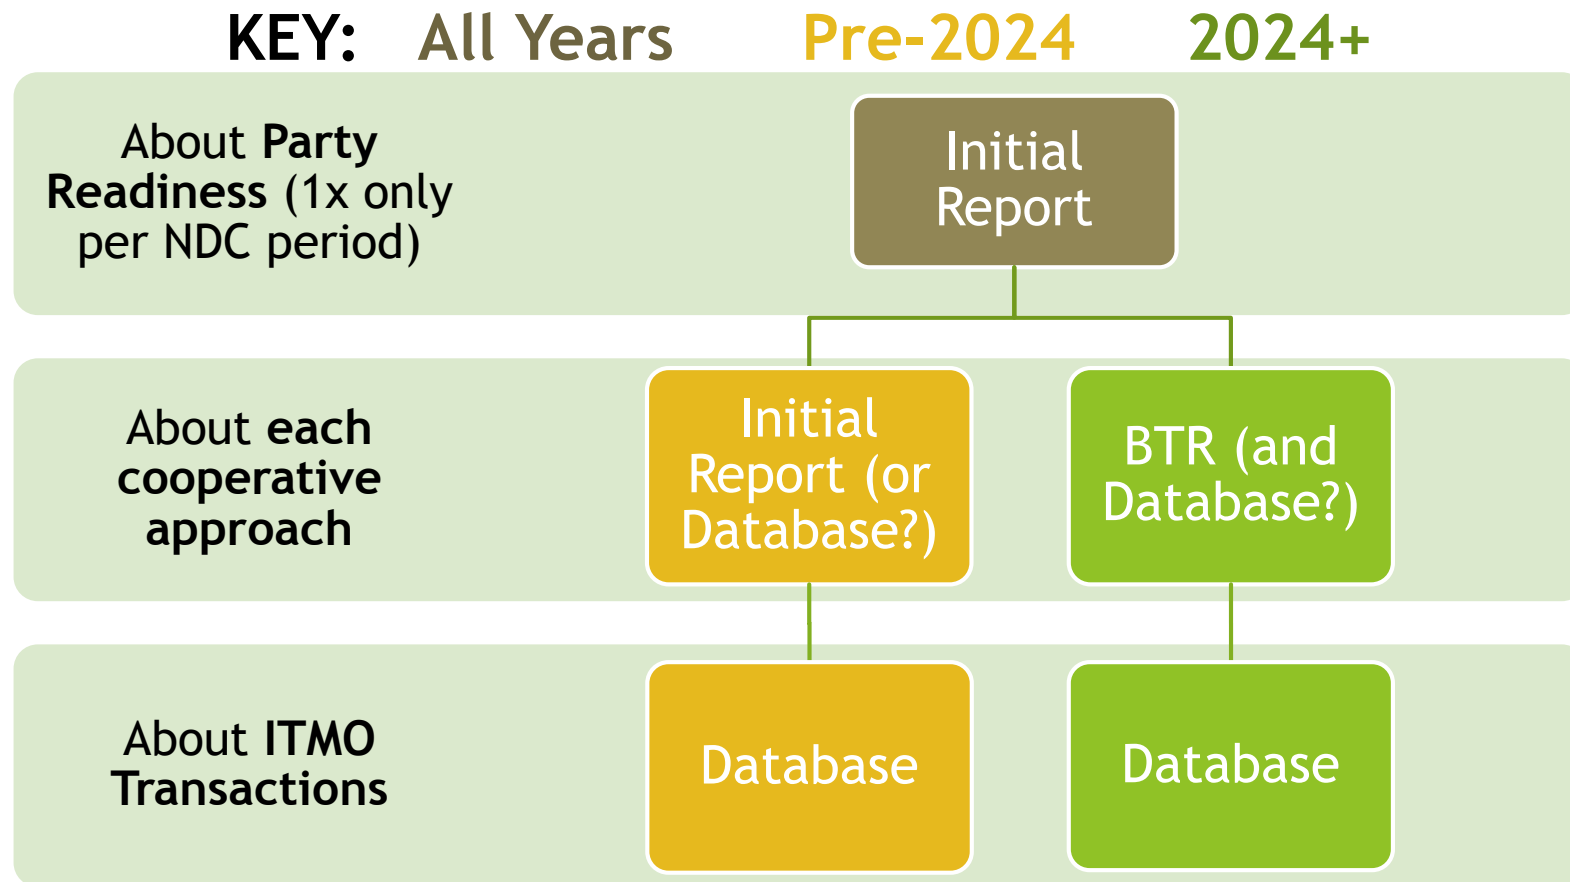 KEY: All Years Pre-2024 2024+
About Party
Readiness (1x only
per NDC period)
Initial
Report
About each
cooperative
approach
Initial
Report (or
Database?)
BTR (and
Database?)
About ITMO
Transactions
Database
Database